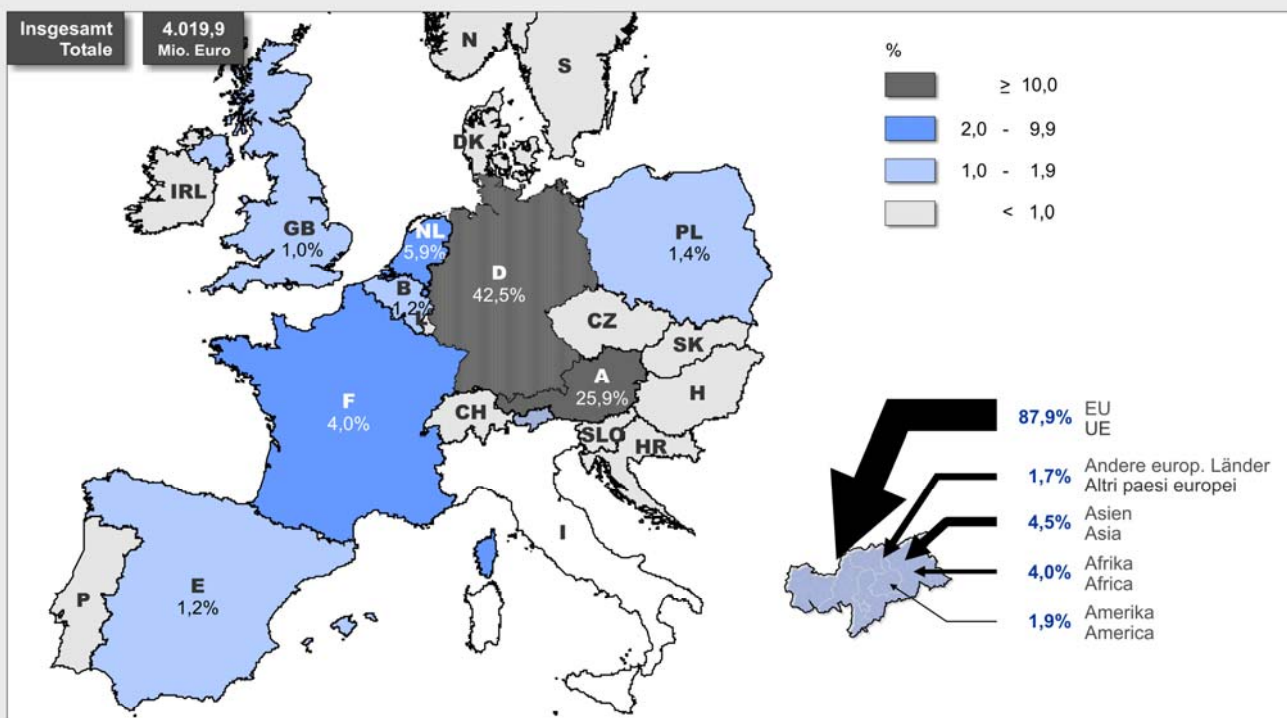 Insgesamt
Totale
4.019,9
Mio. Euro
%
≥ 10,0
2,0 - 9,9
1,0 - 1,9
< 1,0
N
S
DK
IRL
GB
1,0%
NL
5,9%
B
1,2%
L
D
42,5%
PL
1,4%
CZ
SK
A
25,9%
H
CH
SLO
HR
F
4,0%
I
P
E
1,2%
87,9%
EU
UE
1,7%
Andere europ. Länder
Altri paesi europei
4,5%
Asien
Asia
4,0%
Afrika
Africa
1,9%
Amerika
America